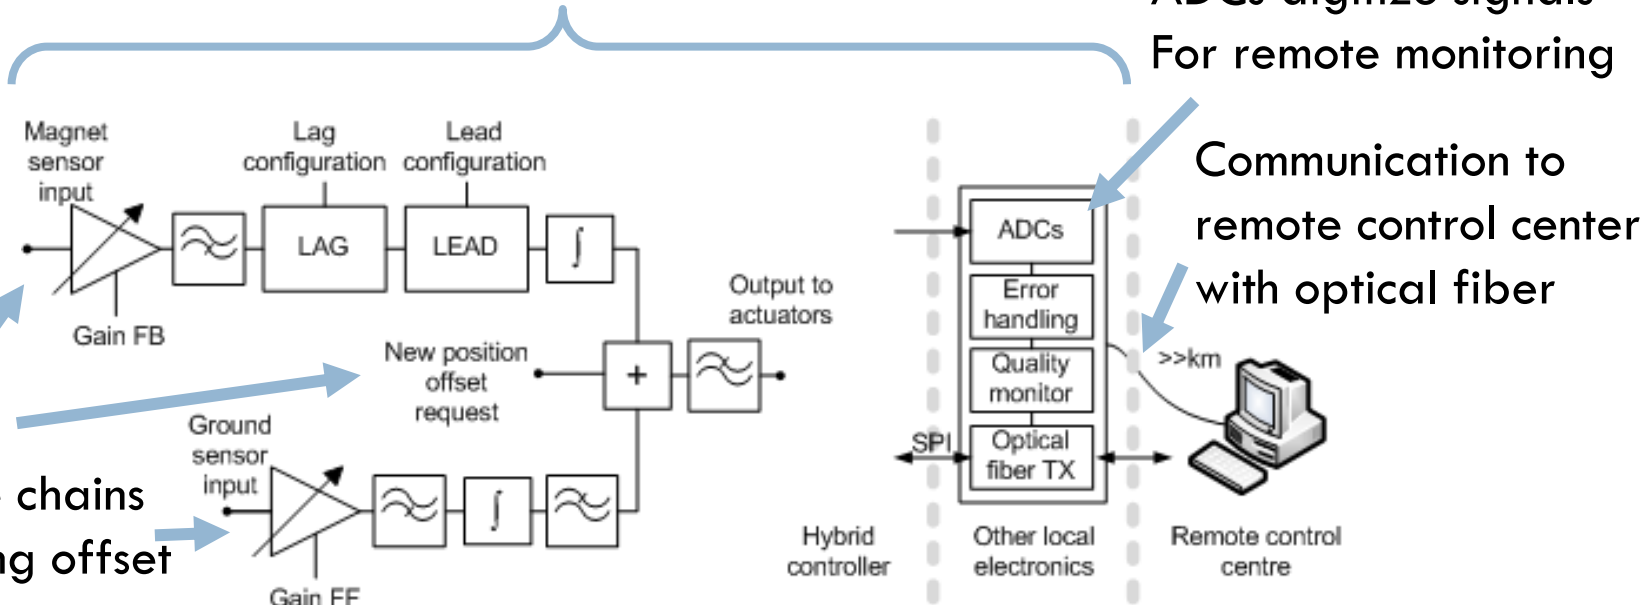 For remote monitoring
Communication to
remote control center
with optical fiber
Magnet
sensor
input
Lag
configuration
Lead
configuration
LAG
LEAD
∫
Gain FB
Output to
actuators
New position
offset
request
+
Ground
sensor
input
∫
Gain FF
chains
offset
ADCs
Error
handling
Quality
monitor
Optical
fiber TX
SPI
>>km
Hybrid
controller
Other local
electronics
Remote control
centre